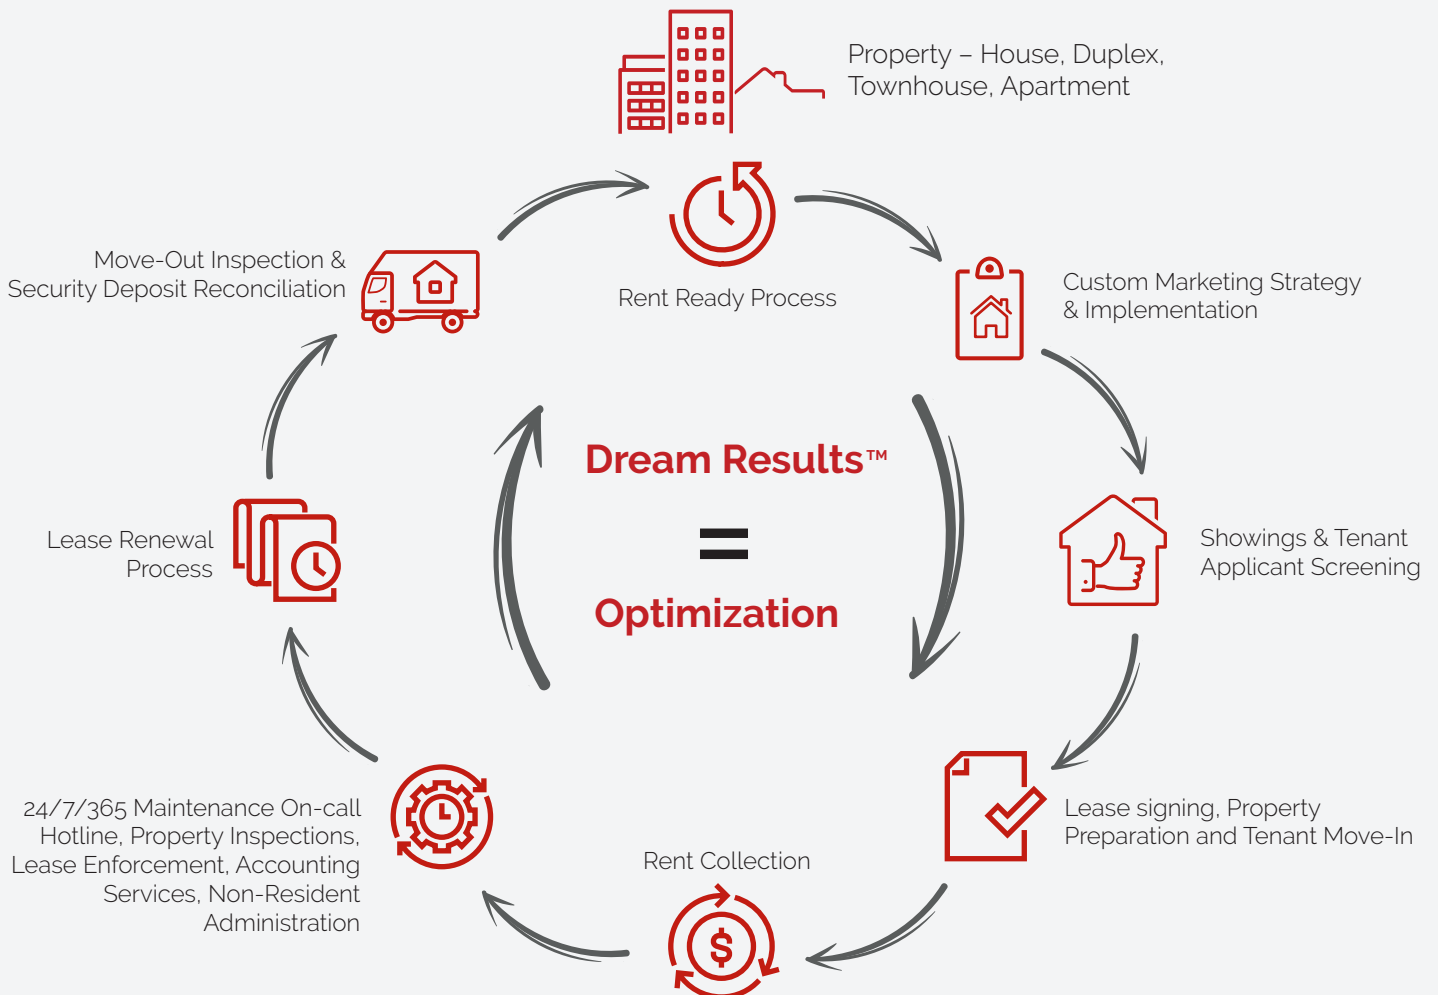 Property – House, Duplex,
Townhouse, Apartment
Rent Ready Process
Custom Marketing Strategy
& Implementation
Showings & Tenant
Applicant Screening
Lease signing, Property
Preparation and Tenant Move-In
Rent Collection
$
24/7/365 Maintenance On-call
Hotline, Property Inspections,
Lease Enforcement, Accounting
Services, Non-Resident
Administration
Lease Renewal
Process
Move-Out Inspection &
Security Deposit Reconciliation
Dream Results™
=
Optimization